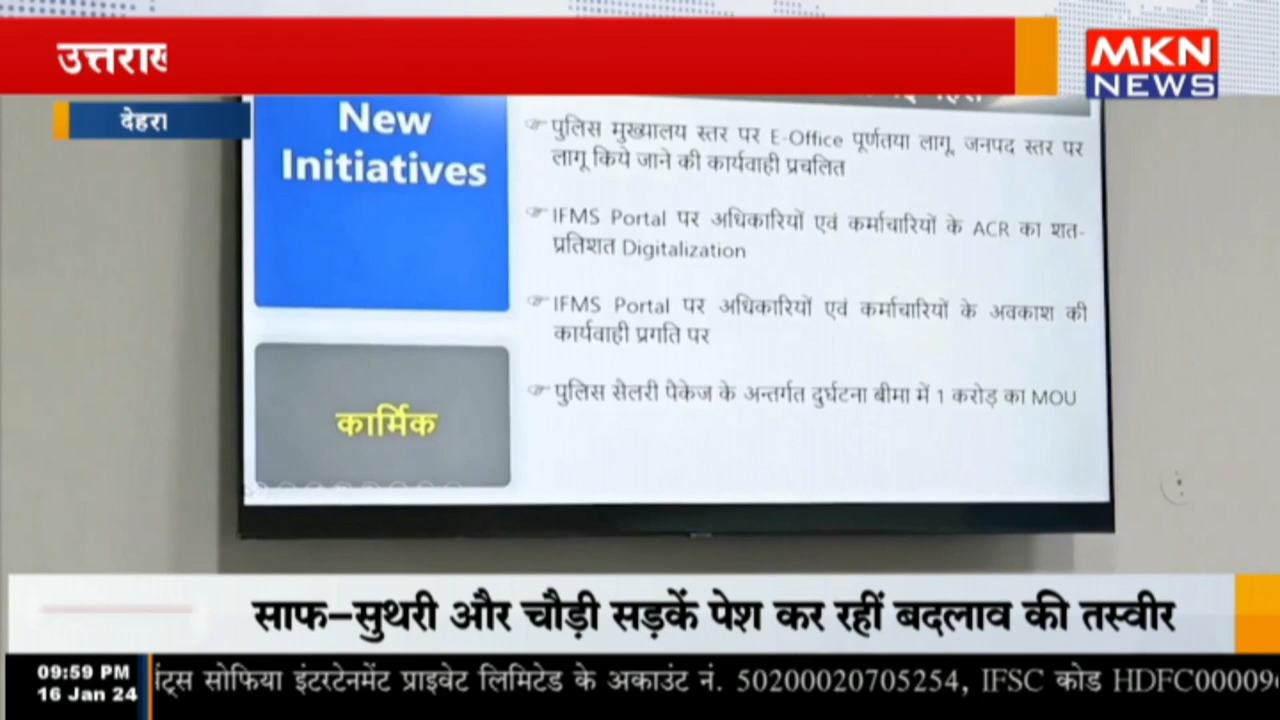 उत्तराख
MKN
NEWS
देहरा
New
Initiatives
☞ पुलिस मुख्यालय स्तर पर E-Office पूर्णतया लागू, जनपद स्तर पर
लागू किये जाने की कार्यवाही प्रचलित
☞ IFMS Portal पर अधिकारियों एवं कर्माचारियों के ACR का शत-
प्रतिशत Digitalization
☞ IFMS Portal पर अधिकारियों एवं कर्माचारियों के अवकाश की
कार्यवाही प्रगति पर
☞ पुलिस सैलरी पैकेज के अन्तर्गत दुर्घटना बीमा में 1 करोड़ का MOU
कार्मिक
साफ-सुथरी और चौड़ी सड़कें पेश कर रहीं बदलाव की तस्वीर
09:59 PM
16 Jan 24
ंट्स सोफिया इंटरटेनमेंट प्राइवेट लिमिटेड के अकाउंट नं. 50200020705254, IFSC कोड HDFC00009